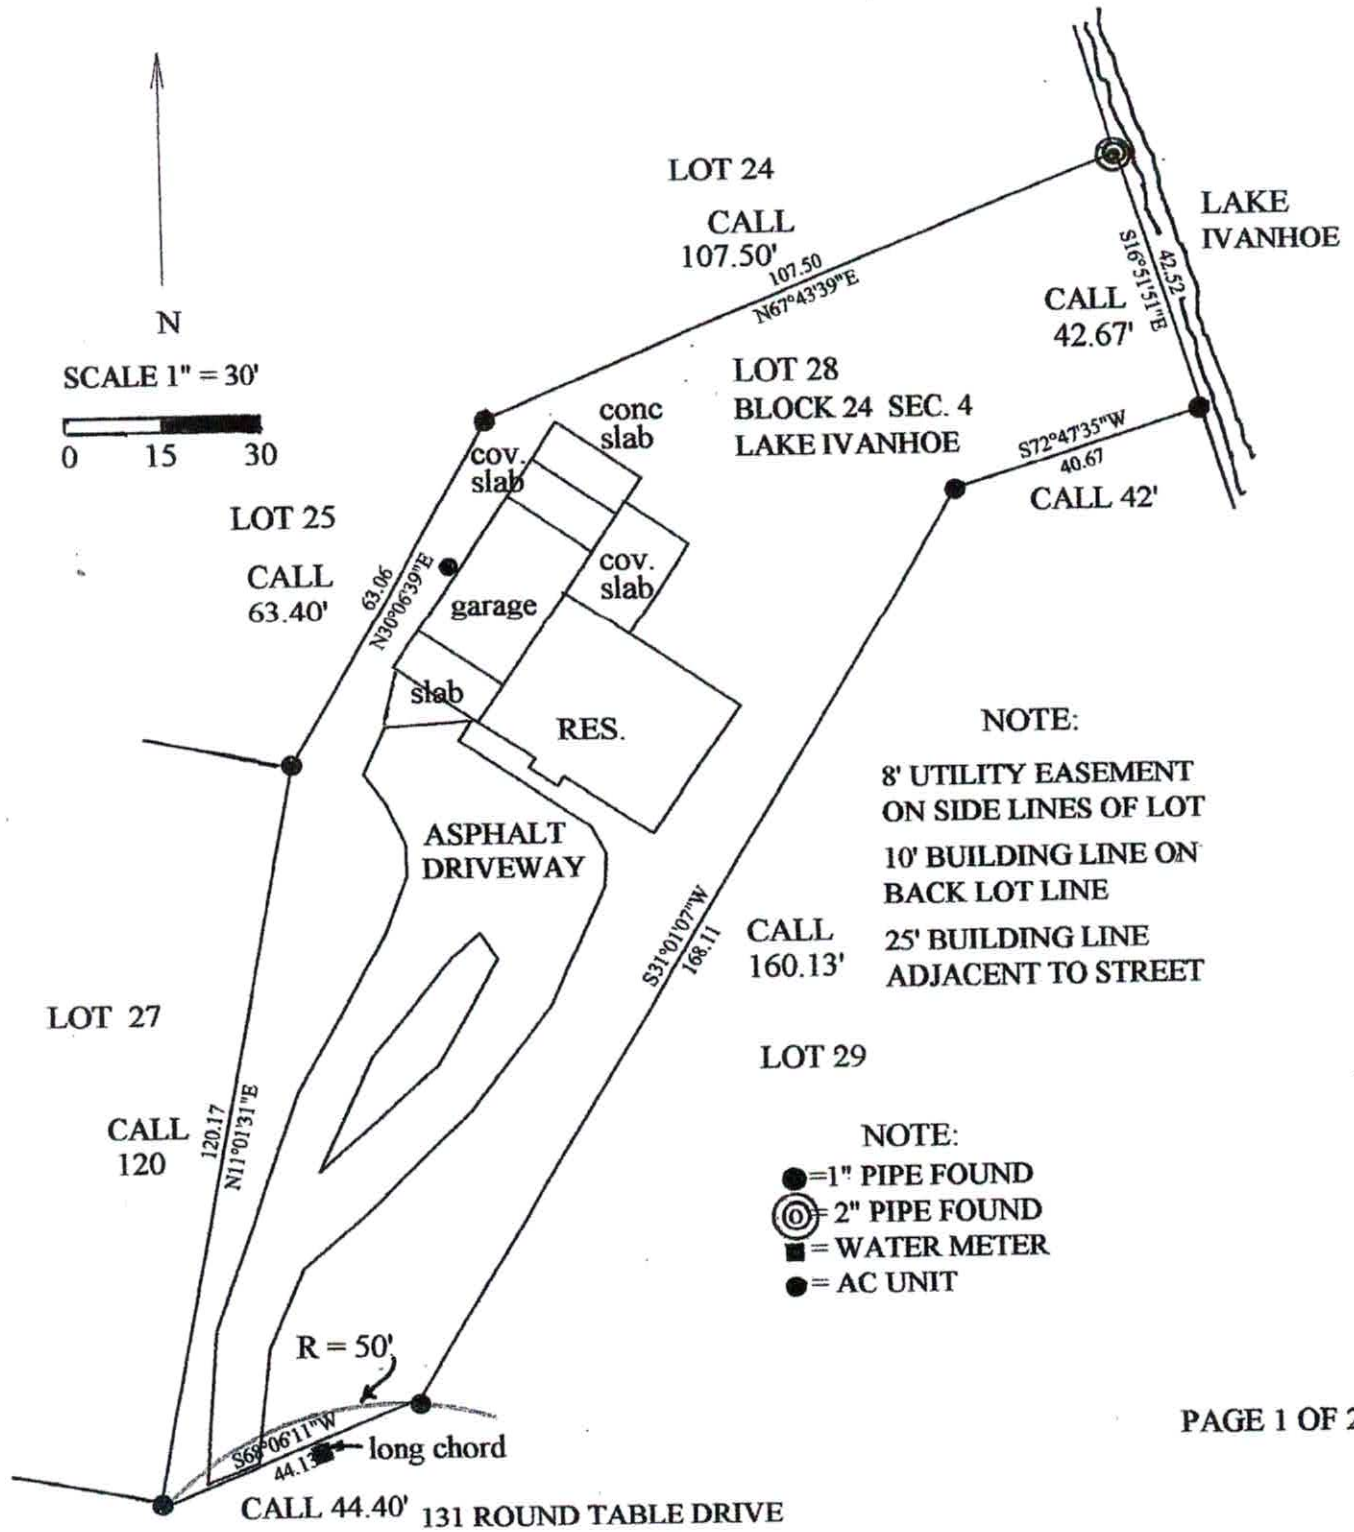 LOT 24
CALL
107.50'
107.50
N67°43'39"E
LAKE
IVANHOE
S16°51'51"E
42.52
CALL
42.67'
N
SCALE 1" = 30'
0 15 30
LOT 28
BLOCK 24 SEC. 4
LAKE IVANHOE
conc
slab
cov.
slab
S72°47'35"W
40.67
CALL 42'
LOT 25
CALL
63.40'
63.06
N30°06'39"E
cov.
slab
garage
slab
RES.
NOTE:
8' UTILITY EASEMENT
ON SIDE LINES OF LOT
10' BUILDING LINE ON
BACK LOT LINE
25' BUILDING LINE
ADJACENT TO STREET
ASPHALT
DRIVEWAY
S31°01'07"W
168.11
CALL
160.13'
LOT 27
LOT 29
CALL
120
120.17
N11°01'31"E
NOTE:
=1" PIPE FOUND
= 2" PIPE FOUND
= WATER METER
= AC UNIT
R = 50'
S68°06'11"W
44.13
long chord
CALL 44.40'
131 ROUND TABLE DRIVE
PAGE 1 OF 2